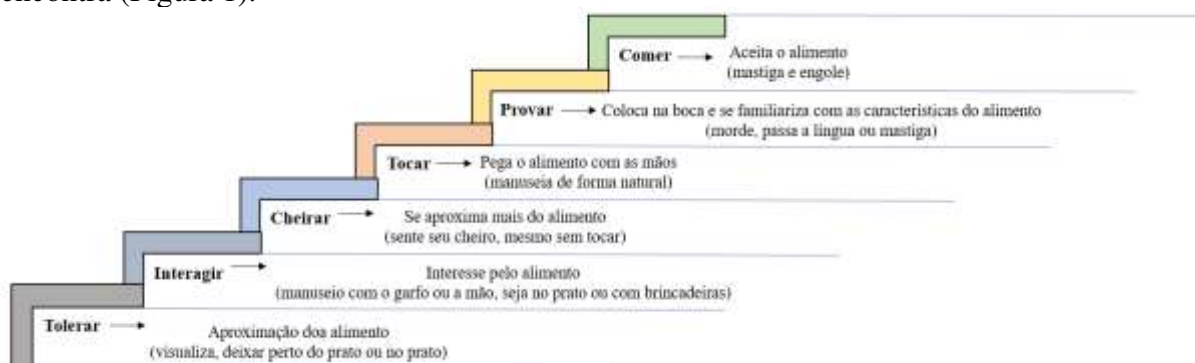 encontra (Figura 1).
Comer → Aceita o alimento
(mastiga e engole)
Provar → Coloca na boca e se familiariza com as características do alimento
(morde, passa a língua ou mastiga)
Tocar → Pega o alimento com as mãos
(manuseia de forma natural)
Cheirar → Se aproxima mais do alimento
(sente seu cheiro, mesmo sem tocar)
Interagir → Interesse pelo alimento
(manuseio com o garfo ou a mão, seja no prato ou com brincadeiras)
Tolerar → Aproximação doa alimento
(visualiza, deixar perto do prato ou no prato)